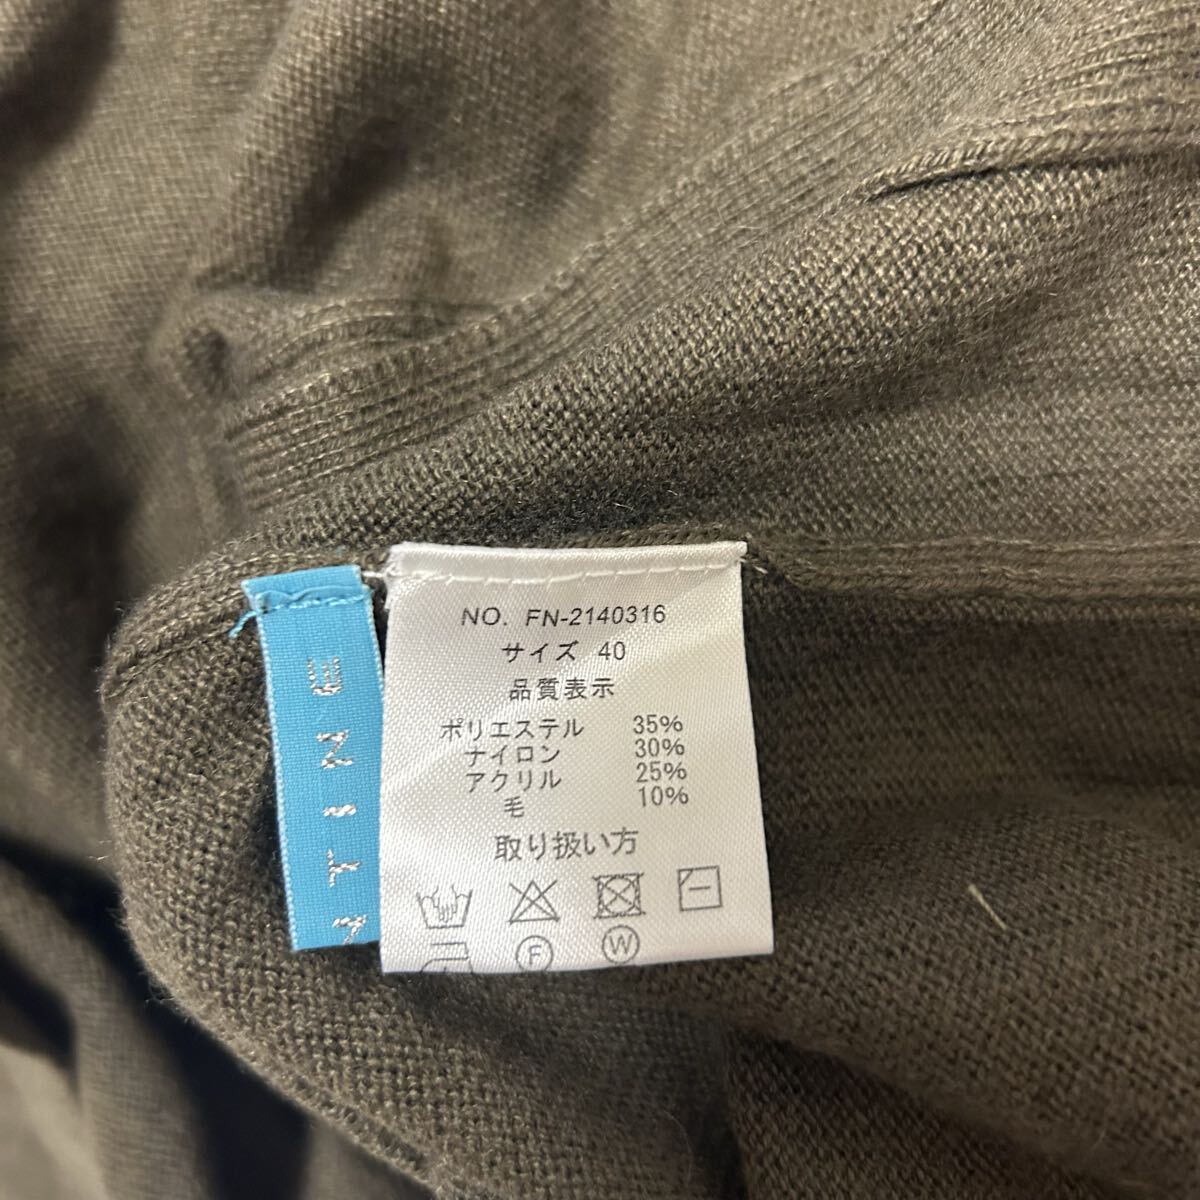 NO. FN-2140316
サイズ 40
品質表示
ポリエステル 35%
ナイロン 30%
アクリル 25%
毛 10%
取り扱い方
F W
TINE